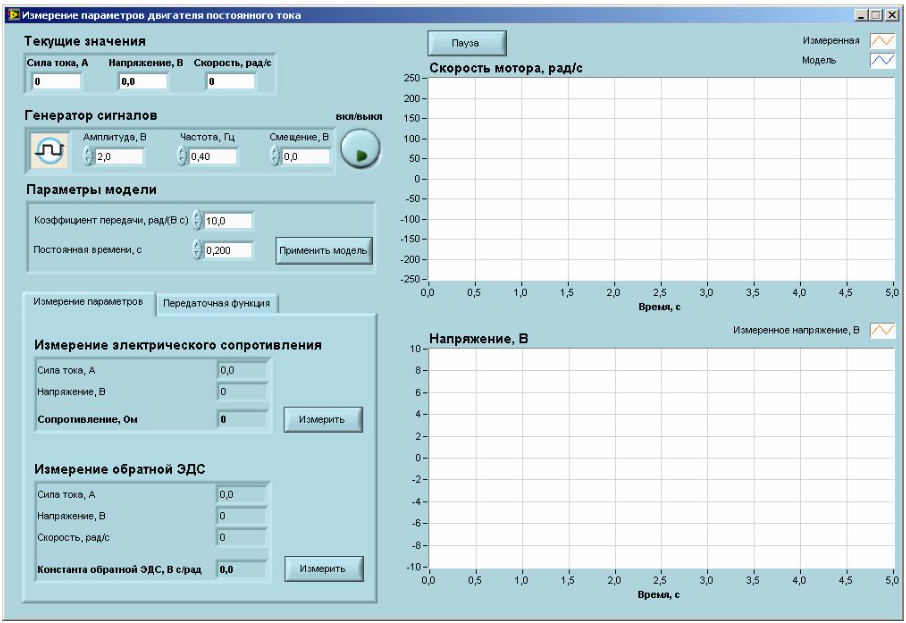 Измерение параметров двигателя постоянного тока
Текущие значения
Сила тока, А Напряжение, В Скорость, рад/с
0 0,0 0
Генератор сигналов вкл/выкл
Амплитуда, В Частота, Гц Смещение, В
2,0 0,40 0,0
Параметры модели
Коэффициент передачи, рад/(В с) 10,0
Постоянная времени, с 0,200 Применить модель
Измерение параметров Передаточная функция
Измерение электрического сопротивления
Сила тока, А 0,0
Напряжение, В 0
Сопротивление, Ом 0 Измерить
Измерение обратной ЭДС
Сила тока, А 0,0
Напряжение, В 0
Скорость, рад/с 0
Константа обратной ЭДС, В с/рад 0,0 Измерить
Пауза
Измеренная
Модель
Скорость мотора, рад/с
250
200
150
100
50
0
-50
-100
-150
-200
-250
0,0 0,5 1,0 1,5 2,0 2,5 3,0 3,5 4,0 4,5 5,0
Время, с
Измеренное напряжение, В
Напряжение, В
10
8
6
4
2
0
-2
-4
-6
-8
-10
0,0 0,5 1,0 1,5 2,0 2,5 3,0 3,5 4,0 4,5 5,0
Время, с